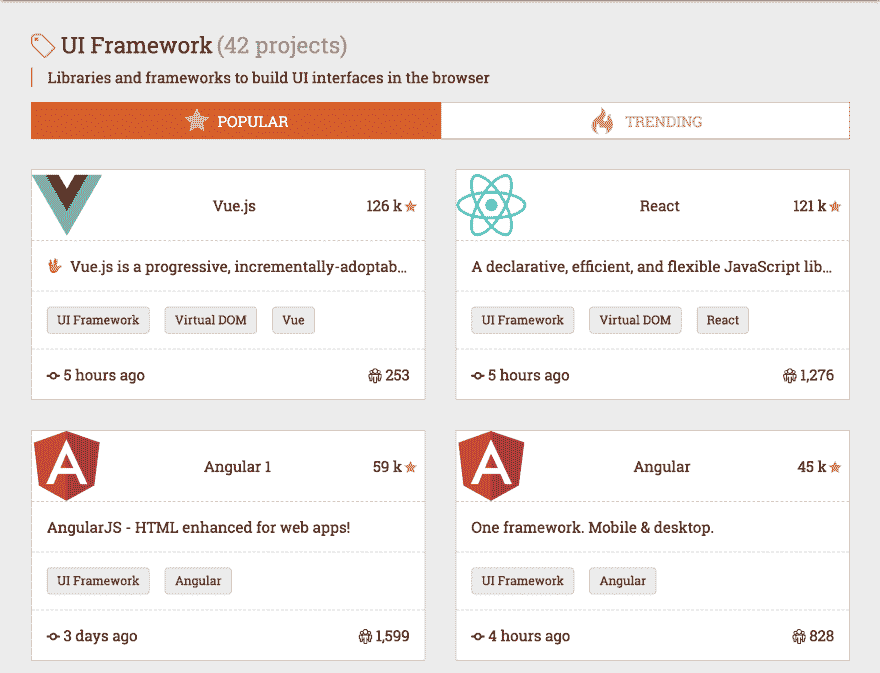 UI Framework (42 projects)
Libraries and frameworks to build UI interfaces in the browser
POPULAR
TRENDING
Vue.js 126 k
Vue.js is a progressive, incrementally-adoptab...
UI Framework Virtual DOM Vue
5 hours ago 253
React 121 k
A declarative, efficient, and flexible JavaScript lib...
UI Framework Virtual DOM React
5 hours ago 1,276
Angular 1 59 k
AngularJS - HTML enhanced for web apps!
UI Framework Angular
3 days ago 1,599
Angular 45 k
One framework. Mobile & desktop.
UI Framework Angular
4 hours ago 828